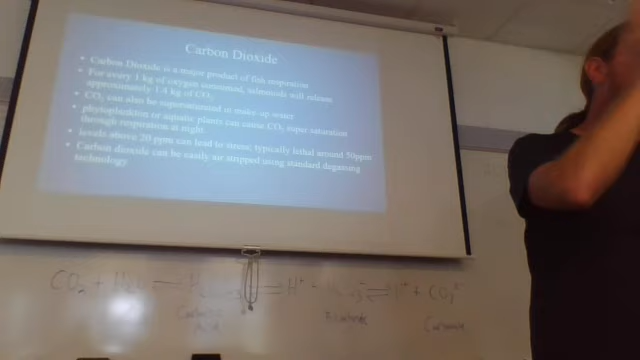 Carbon Dioxide
• Carbon Dioxide is a major product of fish respiration
• For every 1 kg of oxygen consumed, salmonids will release
approximately 1.4 kg of CO₂
• CO₂ can also be supersaturated in make-up water
• phytoplankton or aquatic plants can cause CO₂ super saturation
through respiration at night
• levels above 20 ppm can lead to stress; typically lethal around 50ppm
• Carbon dioxide can be easily air stripped using standard degassing
technology
CO₂ + H₂O H⁺ + CO₃
Acid